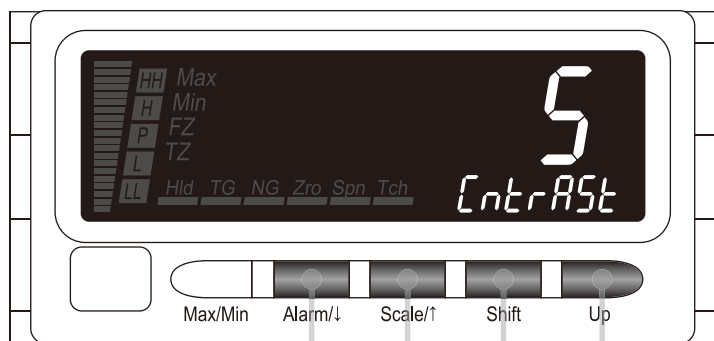 HH Max
H Min
P FZ
L TZ
LL Hld TG NG Zro Spn Tch
5
CntrASt
Max/Min Alarm/↓ Scale/↑ Shift Up